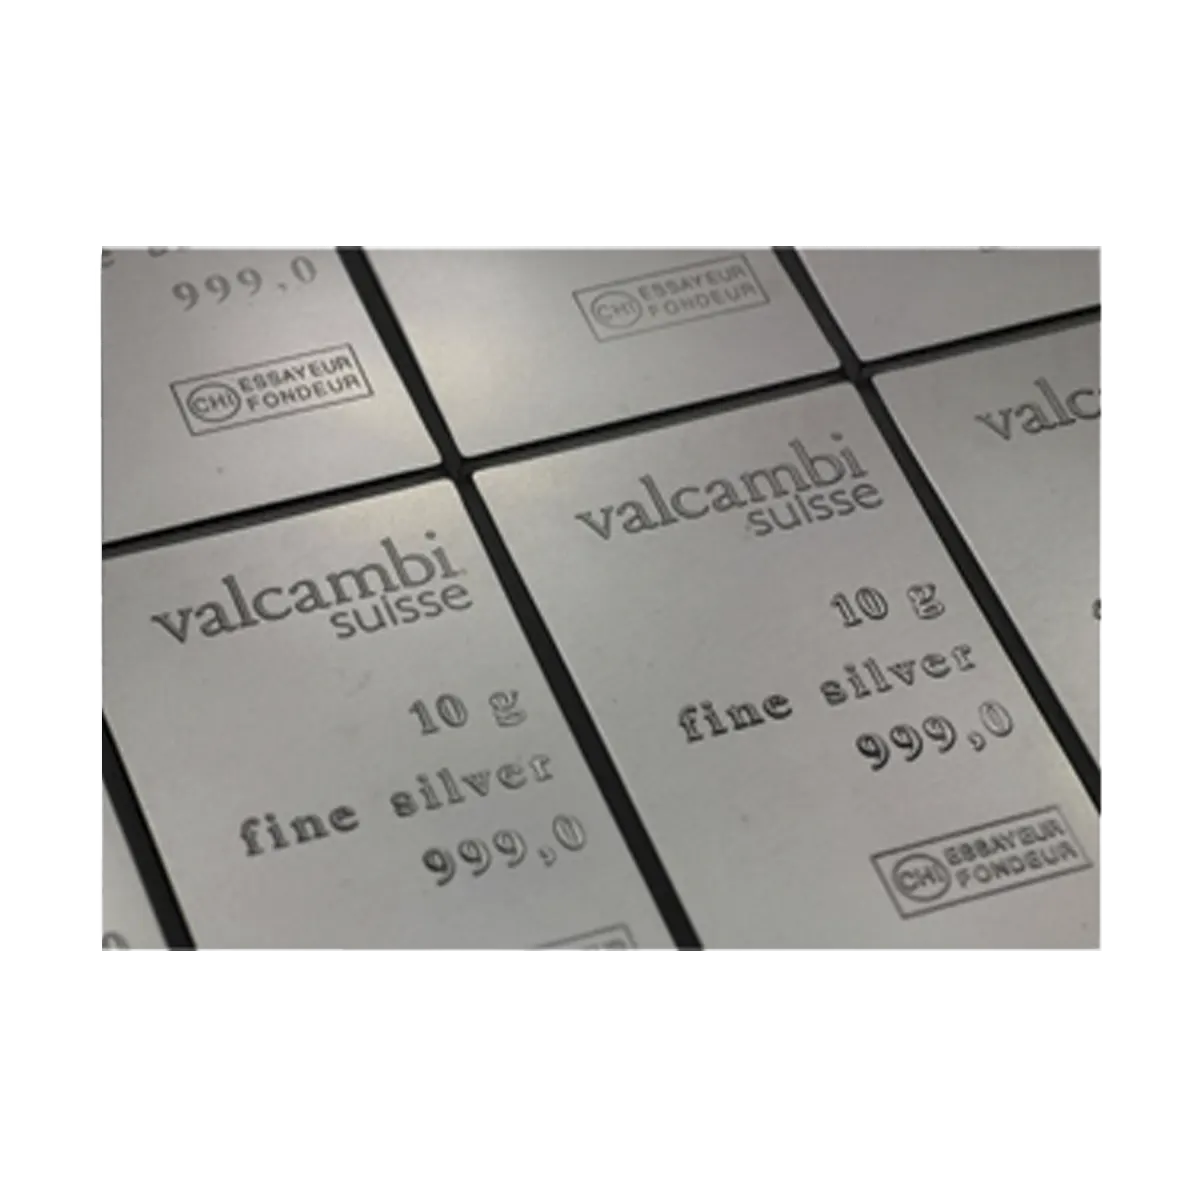 999,0
CHI ESSAYEUR
FONDEUR
CHI ESSAYEUR
FONDEUR
valcambi
suisse
10 g
fine silver
999,0
valcambi
suisse
10 g
fine silver
999,0
CHI ESSAYEUR
FONDEUR
valc